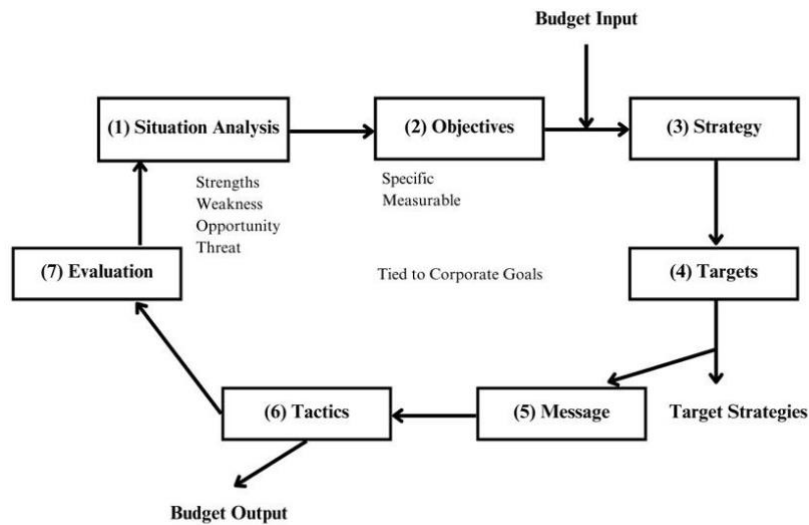 Budget Input
(1) Situation Analysis
(2) Objectives
(3) Strategy
Strengths
Weakness
Opportunity
Threat
Specific
Measurable
(7) Evaluation
Tied to Corporate Goals
(4) Targets
(6) Tactics
(5) Message
Target Strategies
Budget Output